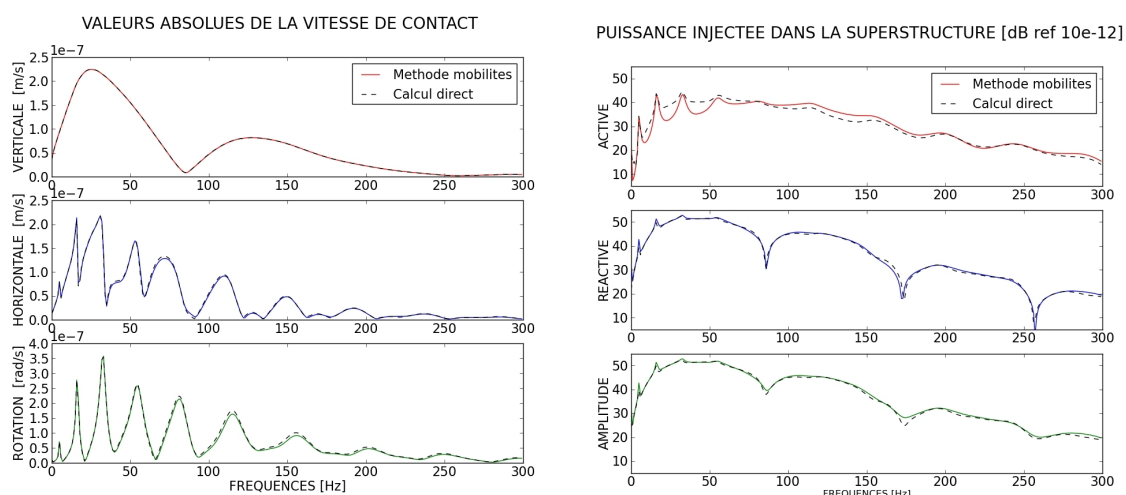 VALEURS ABSOLUES DE LA VITESSE DE CONTACT
1e−7
VERTICALE [m/s]
2.5
2.0
1.5
1.0
0.5
0.0
Methode mobilites
Calcul direct
0 50 100 150 200 250 300
1e−7
HORIZONTALE [m/s]
2.5
2.0
1.5
1.0
0.5
0.0
0 50 100 150 200 250 300
1e−7
ROTATION [rad/s]
4.0
3.5
3.0
2.5
2.0
1.5
1.0
0.5
0.0
0 50 100 150 200 250 300
FREQUENCES [Hz]
PUISSANCE INJECTEE DANS LA SUPERSTRUCTURE [dB ref 10e-12]
ACTIVE
50
40
30
20
10
Methode mobilites
Calcul direct
0 50 100 150 200 250 300
REACTIVE
50
40
30
20
10
0 50 100 150 200 250 300
AMPLITUDE
50
40
30
20
10
0 50 100 150 200 250 300
FREQUENCES [Hz]